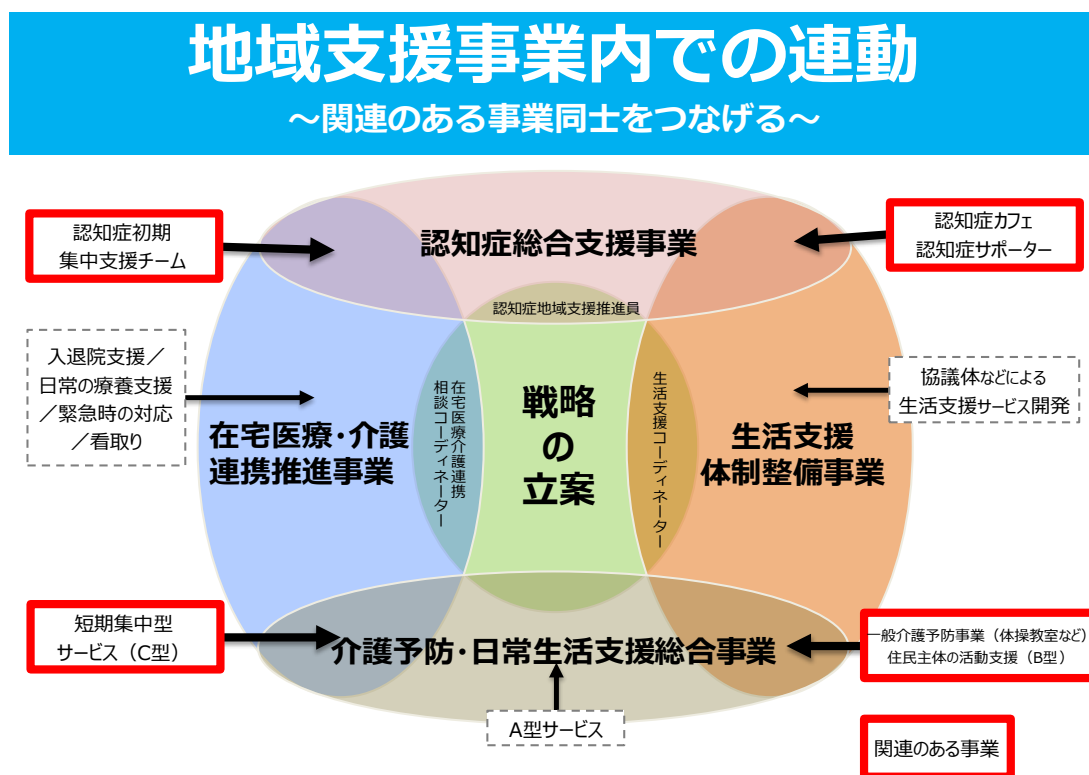 地域支援事業内での連動
～関連のある事業同士をつなげる～
認知症初期
集中支援チーム
認知症総合支援事業
認知症カフェ
認知症サポーター
認知症地域支援推進員
入退院支援／
日常の療養支援
／緊急時の対応
／看取り
在宅医療・介護
連携推進事業
在宅医療介護連携
相談コーディネーター
戦略
の
立案
生活支援コーディネーター
生活支援
体制整備事業
協議体などによる
生活支援サービス開発
短期集中型
サービス（C型）
介護予防・日常生活支援総合事業
一般介護予防事業（体操教室など）
住民主体の活動支援（B型）
A型サービス
関連のある事業